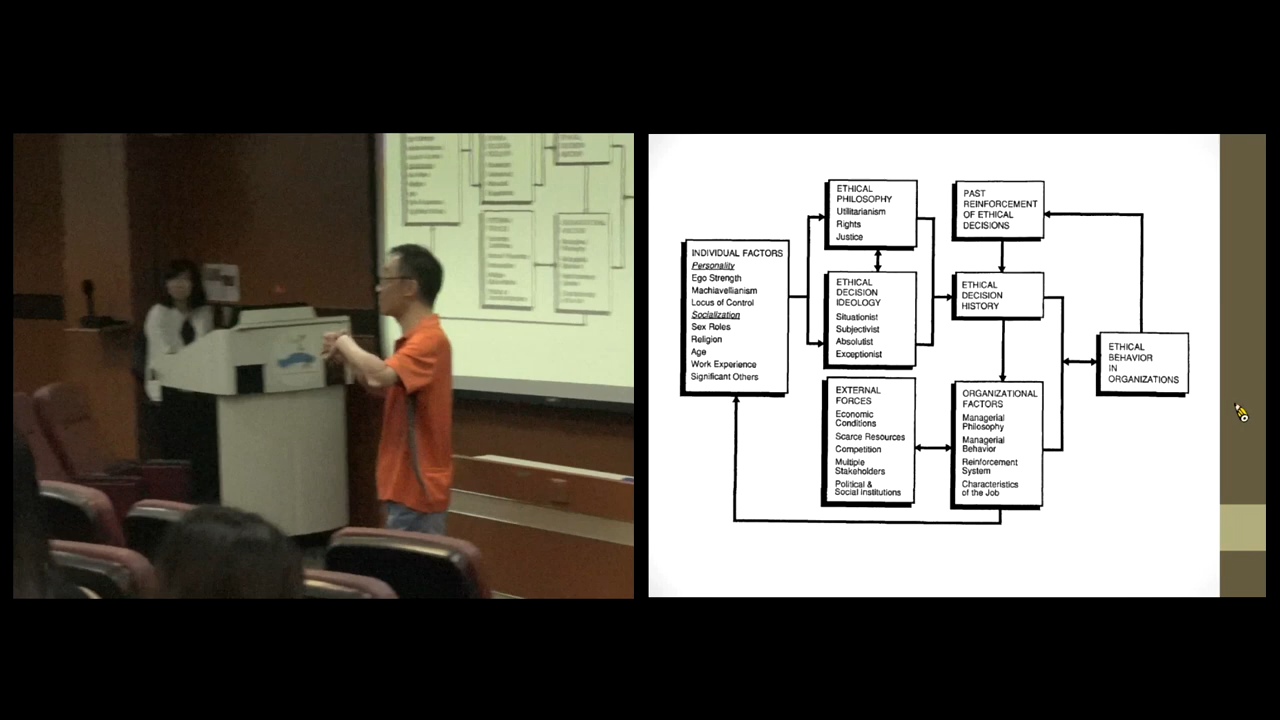 INDIVIDUAL FACTORS
Personality
Ego Strength
Machiavellianism
Locus of Control
Socialization
Sex Roles
Religion
Age
Work Experience
Significant Others
ETHICAL
PHILOSOPHY
Utilitarianism
Rights
Justice
ETHICAL
DECISION
IDEOLOGY
Situationist
Subjectivist
Absolutist
Exceptionist
EXTERNAL
FORCES
Economic
Conditions
Scarce Resources
Competition
Multiple
Stakeholders
Political &
Social Institutions
PAST
REINFORCEMENT
OF ETHICAL
DECISIONS
ETHICAL
DECISION
HISTORY
ORGANIZATIONAL
FACTORS
Managerial
Philosophy
Managerial
Behavior
Reinforcement
System
Characteristics
of the Job
ETHICAL
BEHAVIOR
IN
ORGANIZATIONS